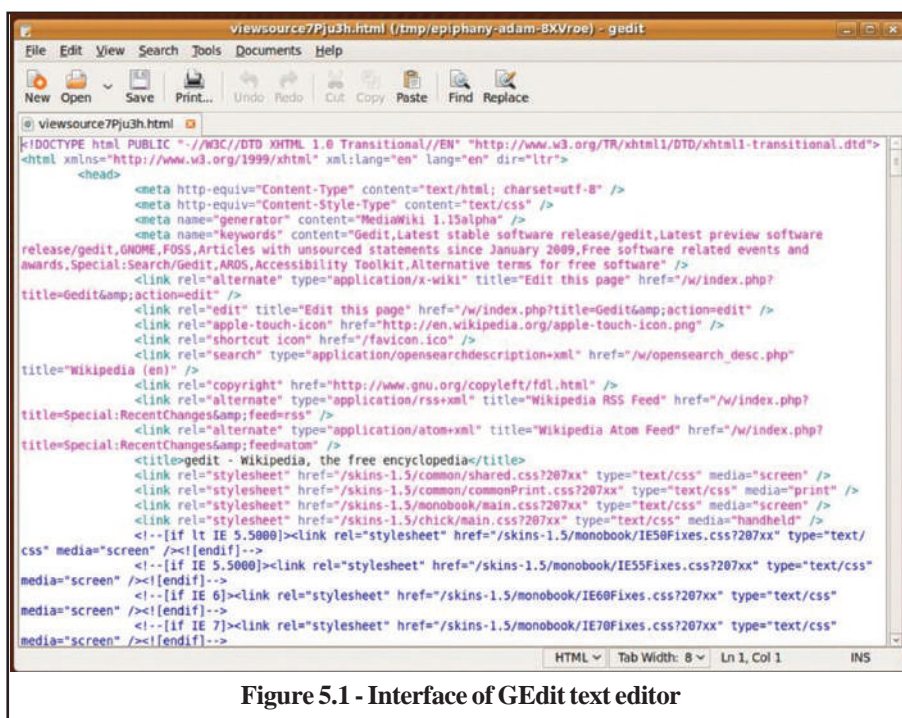 viewsource7Pju3h.html (/tmp/epiphany-adam-8XVroe) - gedit
File Edit View Search Tools Documents Help
New Open Save Print... Undo Redo Cut Copy Paste Find Replace
viewsource7Pju3h.html
<!DOCTYPE html PUBLIC "-//W3C//DTD XHTML 1.0 Transitional//EN" "http://www.w3.org/TR/xhtml1/DTD/xhtml1-transitional.dtd">
<html xmlns="http://www.w3.org/1999/xhtml" xml:lang="en" lang="en" dir="ltr">
<head>
<meta http-equiv="Content-Type" content="text/html; charset=utf-8" />
<meta http-equiv="Content-Style-Type" content="text/css" />
<meta name="generator" content="MediaWiki 1.15alpha" />
<meta name="keywords" content="Gedit,Latest stable software release/gedit,Latest preview software
release/gedit,GNOME,FOSS,Articles with unsourced statements since January 2009,Free software related events and
awards,Special:Search/Gedit,AROS,Accessibility Toolkit,Alternative terms for free software" />
<link rel="alternate" type="application/x-wiki" title="Edit this page" href="/w/index.php?
title=Gedit&amp;action=edit" />
<link rel="edit" title="Edit this page" href="/w/index.php?title=Gedit&amp;action=edit" />
<link rel="apple-touch-icon" href="http://en.wikipedia.org/apple-touch-icon.png" />
<link rel="shortcut icon" href="/favicon.ico" />
<link rel="search" type="application/opensearchdescription+xml" href="/w/opensearch_desc.php"
title="Wikipedia (en)" />
<link rel="copyright" href="http://www.gnu.org/copyleft/fdl.html" />
<link rel="alternate" type="application/rss+xml" title="Wikipedia RSS Feed" href="/w/index.php?
title=Special:RecentChanges&amp;feed=rss" />
<link rel="alternate" type="application/atom+xml" title="Wikipedia Atom Feed" href="/w/index.php?
title=Special:RecentChanges&amp;feed=atom" />
<title>gedit - Wikipedia, the free encyclopedia</title>
<link rel="stylesheet" href="/skins-1.5/common/shared.css?207xx" type="text/css" media="screen" />
<link rel="stylesheet" href="/skins-1.5/common/commonPrint.css?207xx" type="text/css" media="print" />
<link rel="stylesheet" href="/skins-1.5/monobook/main.css?207xx" type="text/css" media="screen" />
<link rel="stylesheet" href="/skins-1.5/chick/main.css?207xx" type="text/css" media="handheld" />
<!--[if lt IE 5.5000]><link rel="stylesheet" href="/skins-1.5/monobook/IE50Fixes.css?207xx" type="text/
css" media="screen" /><![endif]-->
<!--[if IE 5.5000]><link rel="stylesheet" href="/skins-1.5/monobook/IE55Fixes.css?207xx" type="text/css"
media="screen" /><![endif]-->
<!--[if IE 6]><link rel="stylesheet" href="/skins-1.5/monobook/IE60Fixes.css?207xx" type="text/css"
media="screen" /><![endif]-->
<!--[if IE 7]><link rel="stylesheet" href="/skins-1.5/monobook/IE70Fixes.css?207xx" type="text/css"
media="screen" /><![endif]-->
HTML Tab Width: 8 Ln 1, Col 1 INS
Figure 5.1 - Interface of GEdit text editor